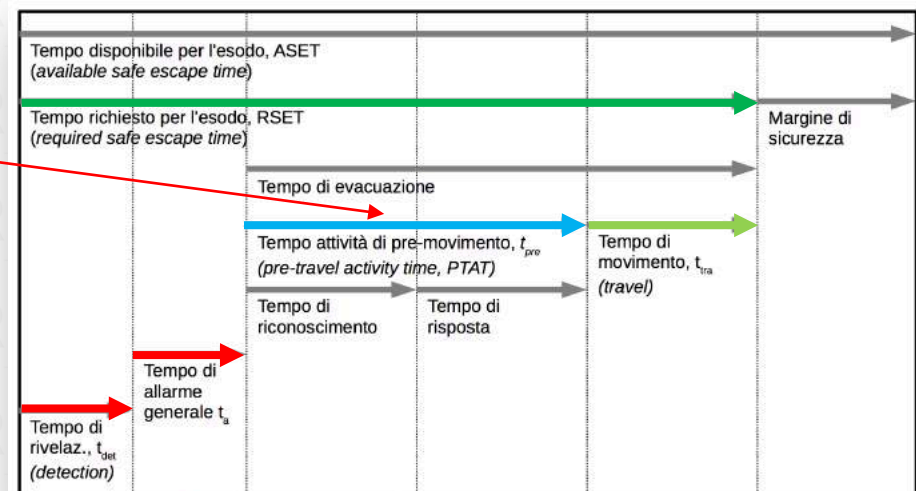 Tempo disponibile per l'esodo, ASET
(available safe escape time)
Tempo richiesto per l'esodo, RSET
(required safe escape time)
Margine di
sicurezza
Tempo di evacuazione
Tempo attività di pre-movimento, tpre
(pre-travel activity time, PTAT)
Tempo di
movimento, ttra
(travel)
Tempo di
riconoscimento
Tempo di
risposta
Tempo di
allarme
generale ta
Tempo di
rivelaz., tdet
(detection)